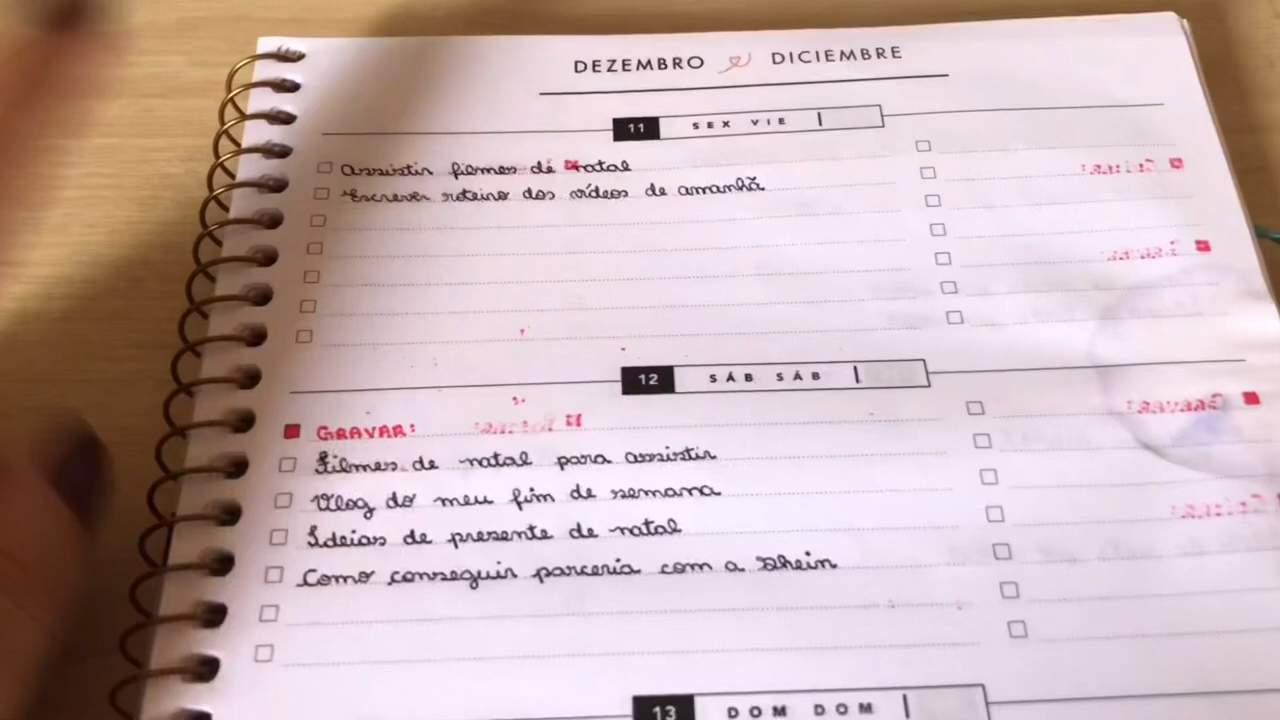 DEZEMBRO DICIEMBRE
11 SEX VIE
Assistir filmes de natal
Escrever roteiro dos vídeos de amanhã
12 SÁB SÁB
GRAVAR:
Filmes de natal para assistir
Vlog do meu fim de semana
Ideias de presente de natal
Como conseguir parceria com a Shein
13 DOM DOM